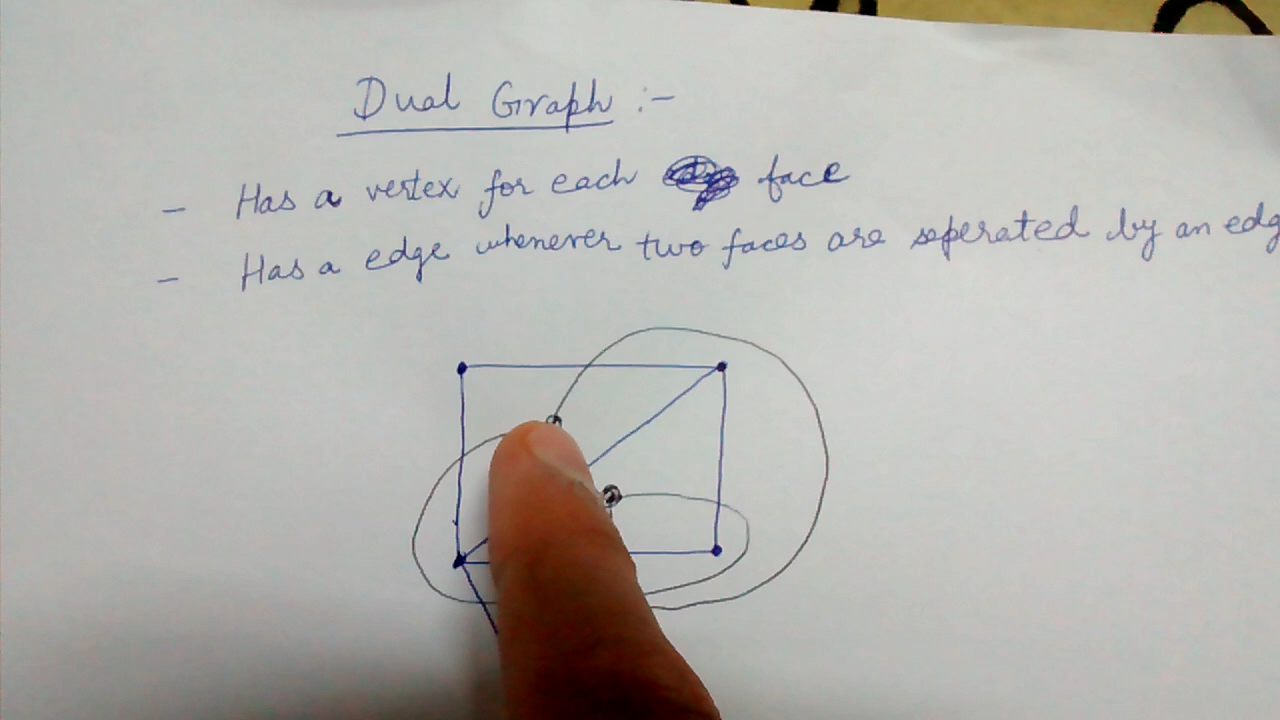 Dual Graph :-
- Has a vertex for each face
- Has a edge whenever two faces are seperated by an edg